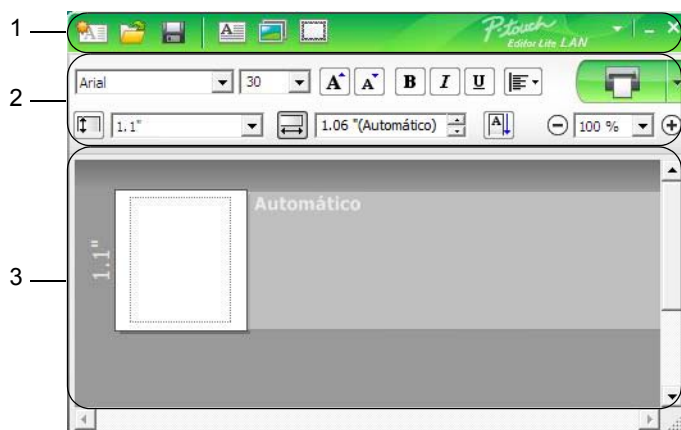 1
P-touch
Editor Lite LAN
2
Arial 30 A A B I U
1.1" 1.06 "(Automático) A 100 %
3
Automático
1.1"